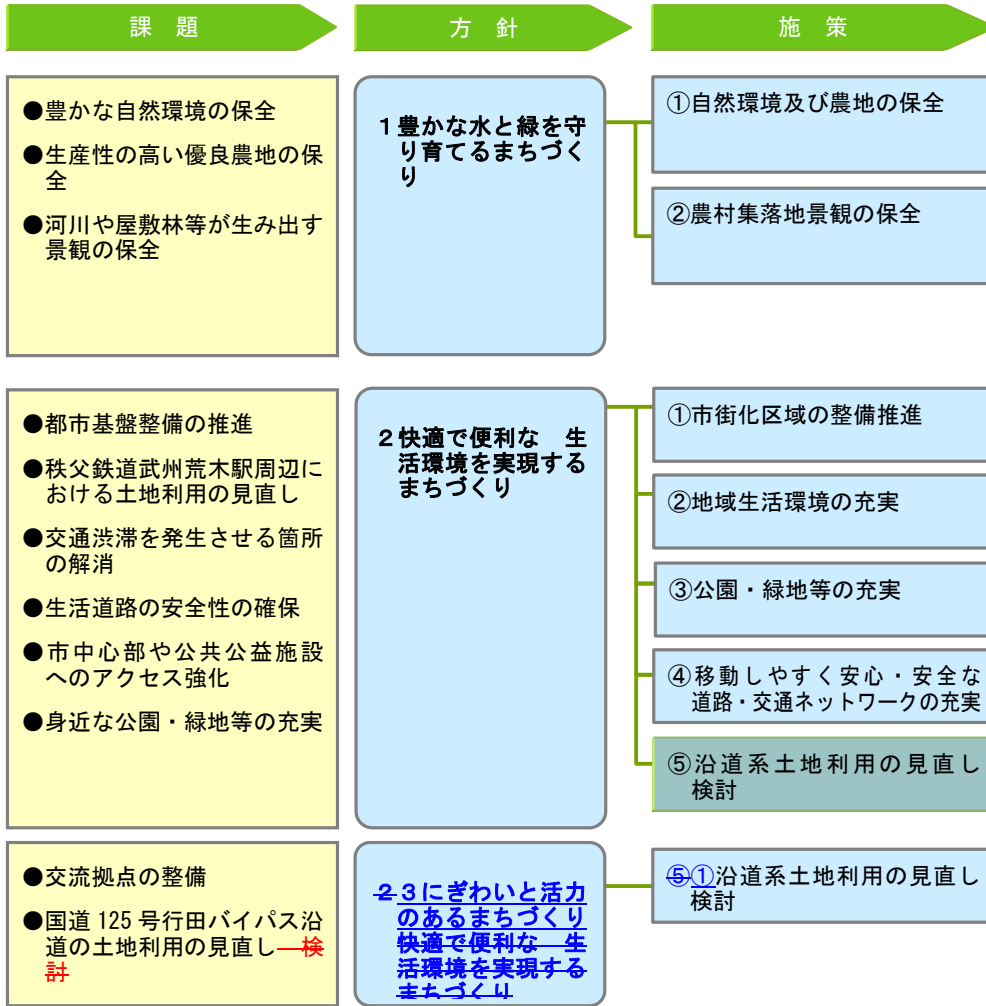 課 題
方 針
施 策
●豊かな自然環境の保全
●生産性の高い優良農地の保
全
●河川や屋敷林等が生み出す
景観の保全
1豊かな水と緑を守
り育てるまちづく
り
①自然環境及び農地の保全
②農村集落地景観の保全
●都市基盤整備の推進
●秩父鉄道武州荒木駅周辺に
おける土地利用の見直し
●交通渋滞を発生させる箇所
の解消
●生活道路の安全性の確保
●市中心部や公共公益施設
へのアクセス強化
●身近な公園・緑地等の充実
2快適で便利な 生
活環境を実現する
まちづくり
①市街化区域の整備推進
②地域生活環境の充実
③公園・緑地等の充実
④移動しやすく安心・安全な
道路・交通ネットワークの充実
⑤沿道系土地利用の見直し
検討
●交流拠点の整備
●国道125号行田バイパス沿
道の土地利用の見直し 検
討
23にぎわいと活力
のあるまちづくり
快適で便利な 生
活環境を実現する
まちづくり
⑤①沿道系土地利用の見直し
検討